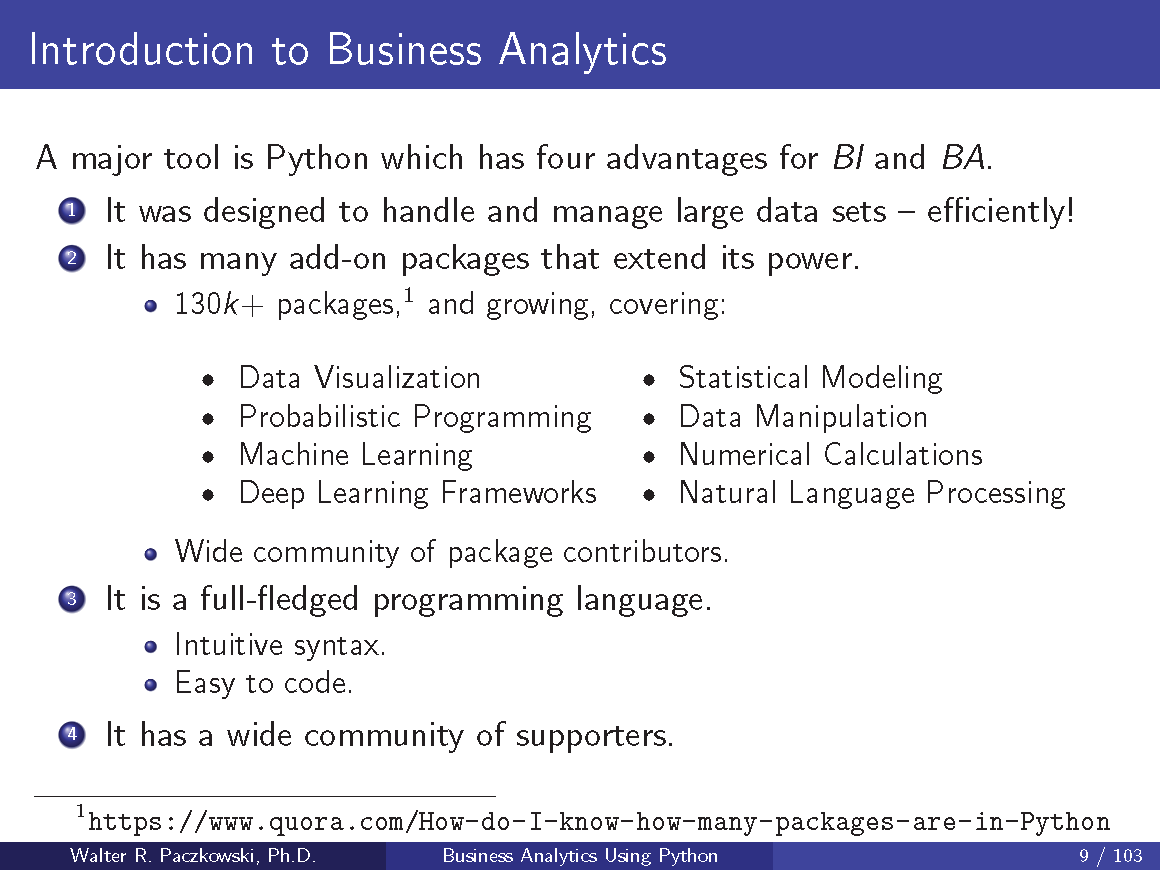 Introduction to Business Analytics
A major tool is Python which has four advantages for BI and BA.
1 It was designed to handle and manage large data sets – efficiently!
2 It has many add-on packages that extend its power.
• 130k+ packages,1 and growing, covering:
• Data Visualization
• Probabilistic Programming
• Machine Learning
• Deep Learning Frameworks
• Statistical Modeling
• Data Manipulation
• Numerical Calculations
• Natural Language Processing
• Wide community of package contributors.
3 It is a full-fledged programming language.
• Intuitive syntax.
• Easy to code.
4 It has a wide community of supporters.
1https://www.quora.com/How-do-I-know-how-many-packages-are-in-Python
Walter R. Paczkowski, Ph.D. Business Analytics Using Python 9 / 103